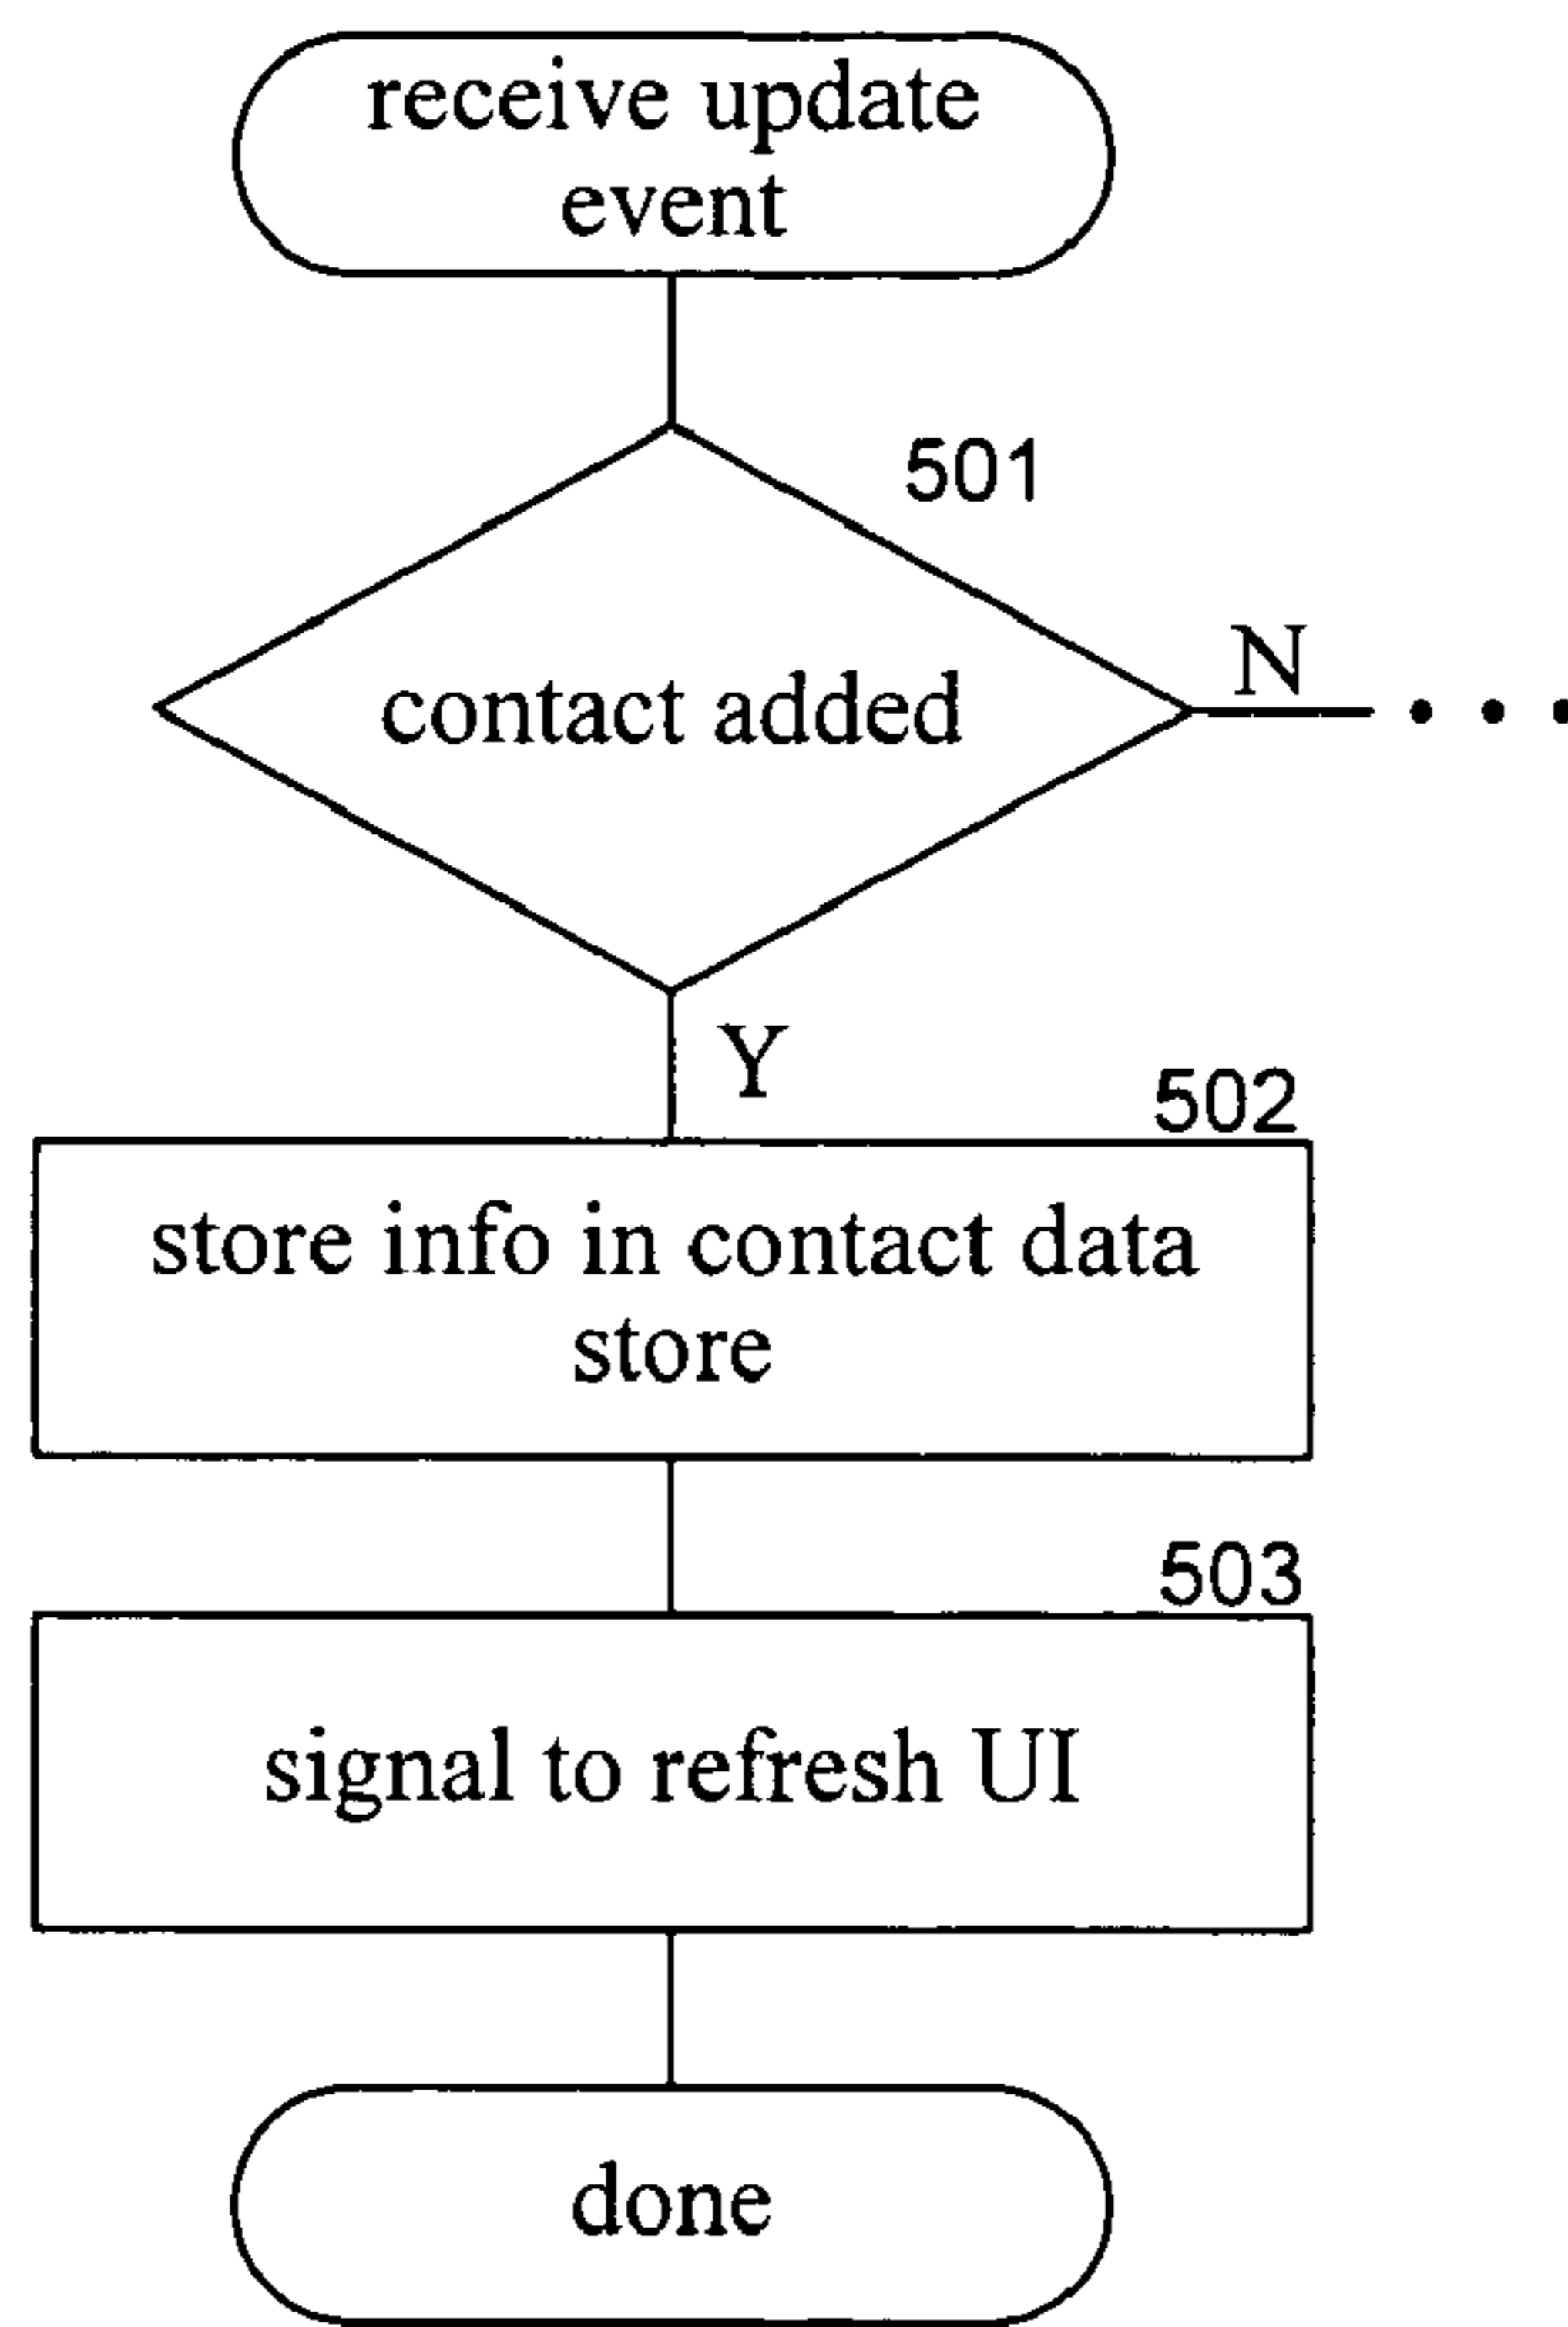 receive update
event
501
contact added
N
Y
502
store info in contact data
store
503
signal to refresh UI
done